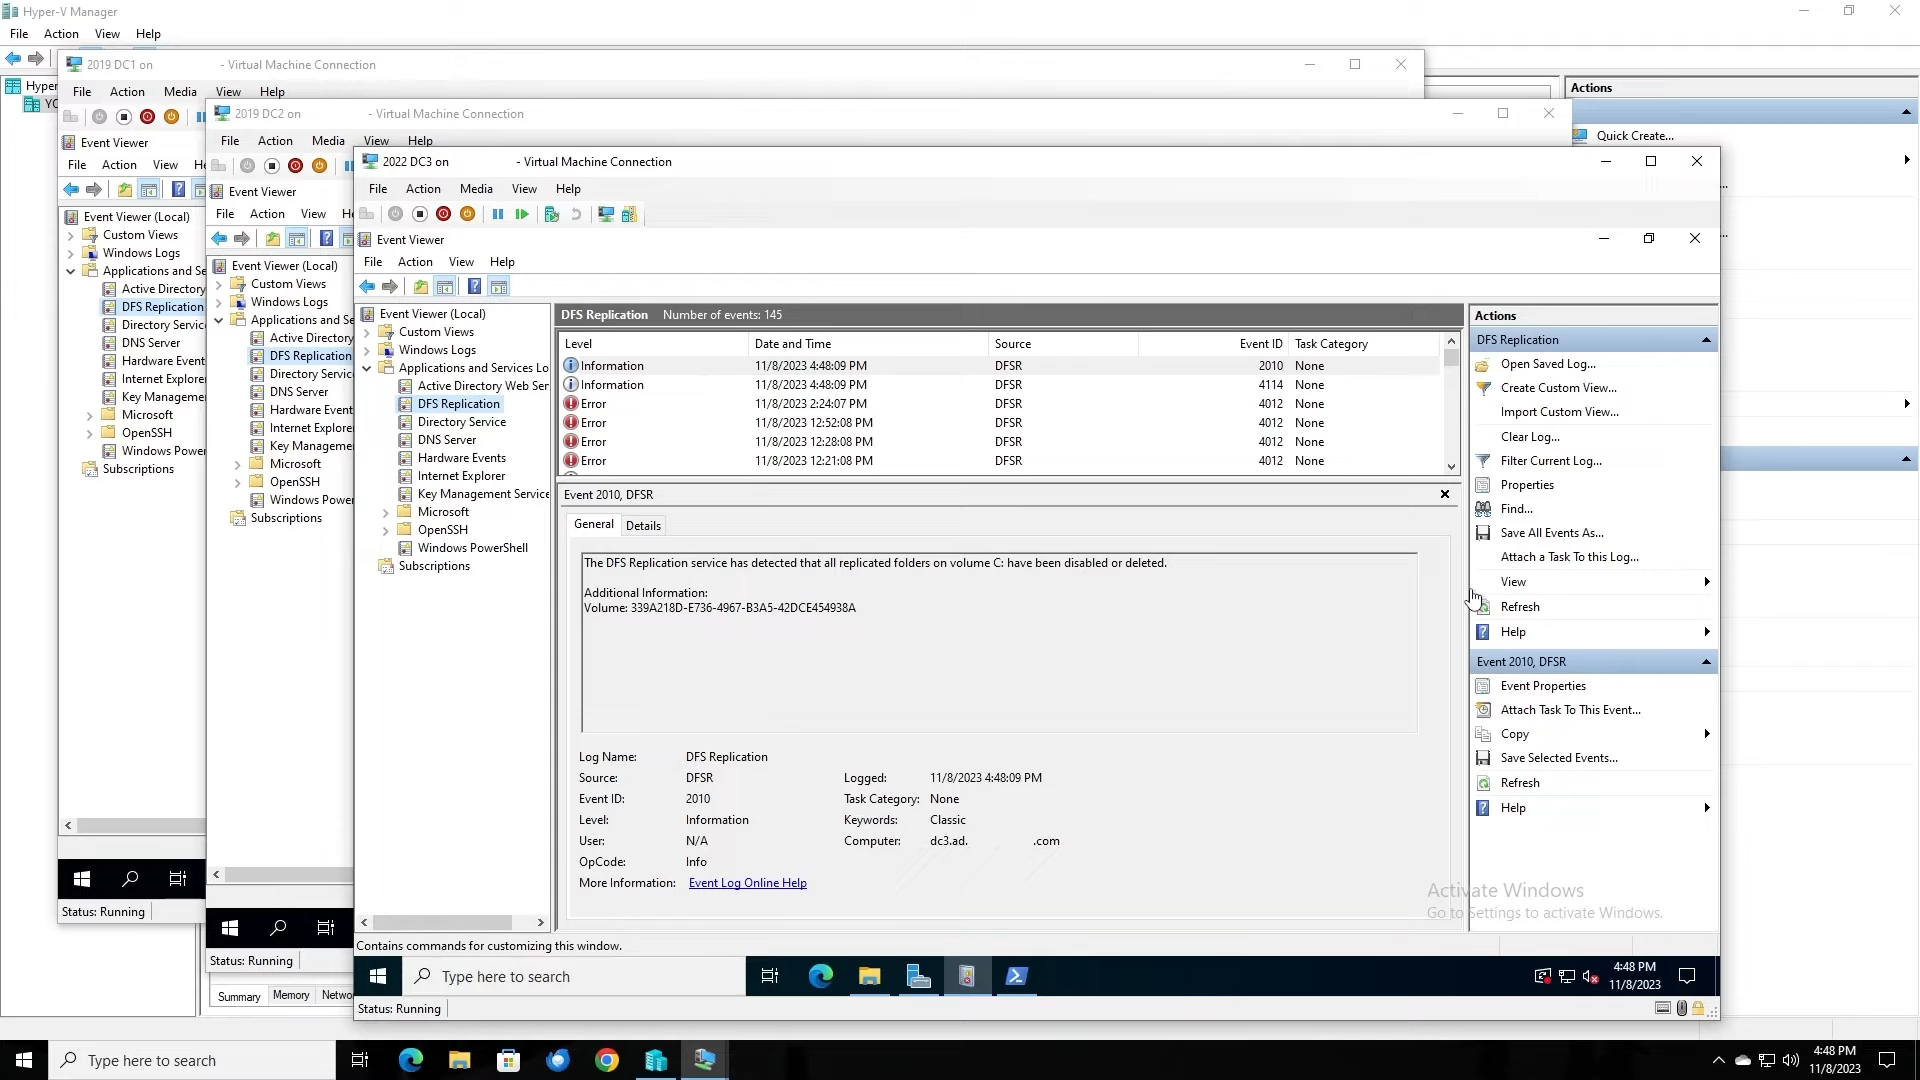 Hyper-V Manager
File Action View Help
2019 DC1 on - Virtual Machine Connection
File Action Media View Help
Hyper
Actions
2019 DC2 on - Virtual Machine Connection
File Action Media View Help
Quick Create...
Event Viewer
File Action View
2022 DC3 on - Virtual Machine Connection
File Action Media View Help
Event Viewer
File Action View
Event Viewer (Local)
Custom Views
Windows Logs
Applications and Se
Active Directory
DFS Replication
Directory Servic
DNS Server
Hardware Event
Internet Explore
Key Manageme
Microsoft
OpenSSH
Windows Power
Subscriptions
Event Viewer (Local)
Custom Views
Windows Logs
Applications and Se
Active Directory
DFS Replication
Directory Servic
DNS Server
Hardware Event
Internet Explore
Key Manageme
Microsoft
OpenSSH
Windows Power
Subscriptions
Event Viewer
File Action View Help
Event Viewer (Local)
Custom Views
Windows Logs
Applications and Services Lo
Active Directory Web Ser
DFS Replication
Directory Service
DNS Server
Hardware Events
Internet Explorer
Key Management Service
Microsoft
OpenSSH
Windows PowerShell
Subscriptions
DFS Replication Number of events: 145
Level Date and Time Source Event ID Task Category
Information 11/8/2023 4:48:09 PM DFSR 2010 None
Information 11/8/2023 4:48:09 PM DFSR 4114 None
Error 11/8/2023 2:24:07 PM DFSR 4012 None
Error 11/8/2023 12:52:08 PM DFSR 4012 None
Error 11/8/2023 12:28:08 PM DFSR 4012 None
Error 11/8/2023 12:21:08 PM DFSR 4012 None
Event 2010, DFSR
General Details
The DFS Replication service has detected that all replicated folders on volume C: have been disabled or deleted.
Additional Information:
Volume: 339A218D-E736-4967-B3A5-42DCE454938A
Log Name: DFS Replication
Source: DFSR Logged: 11/8/2023 4:48:09 PM
Event ID: 2010 Task Category: None
Level: Information Keywords: Classic
User: N/A Computer: dc3.ad. .com
OpCode: Info
More Information: Event Log Online Help
Actions
DFS Replication
Open Saved Log...
Create Custom View...
Import Custom View...
Clear Log...
Filter Current Log...
Properties
Find...
Save All Events As...
Attach a Task To this Log...
View
Refresh
Help
Event 2010, DFSR
Event Properties
Attach Task To This Event...
Copy
Save Selected Events...
Refresh
Help
Activate Windows
Go to Settings to activate Windows.
Contains commands for customizing this window.
Type here to search
4:48 PM
11/8/2023
Status: Running
Status: Running
Status: Running
Summary Memory
Type here to search
4:48 PM
11/8/2023